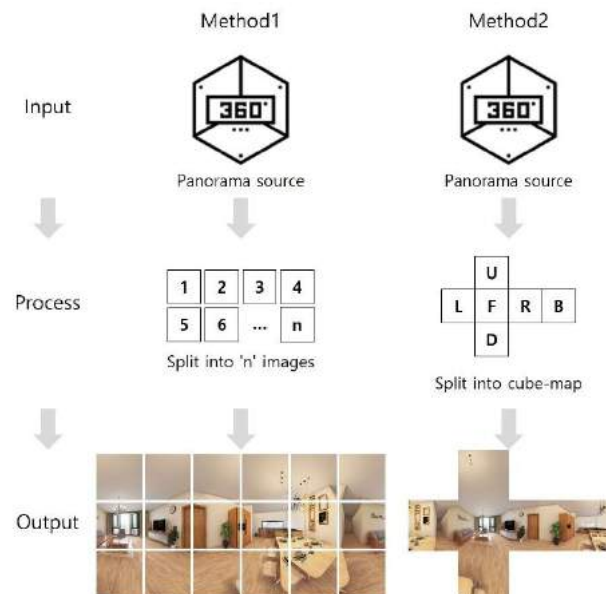 Method1
Method2
Input
360°
360°
Panorama source
Panorama source
Process
1 2 3 4
5 6 ... n
U
L F R B
D
Split into 'n' images
Split into cube-map
Output